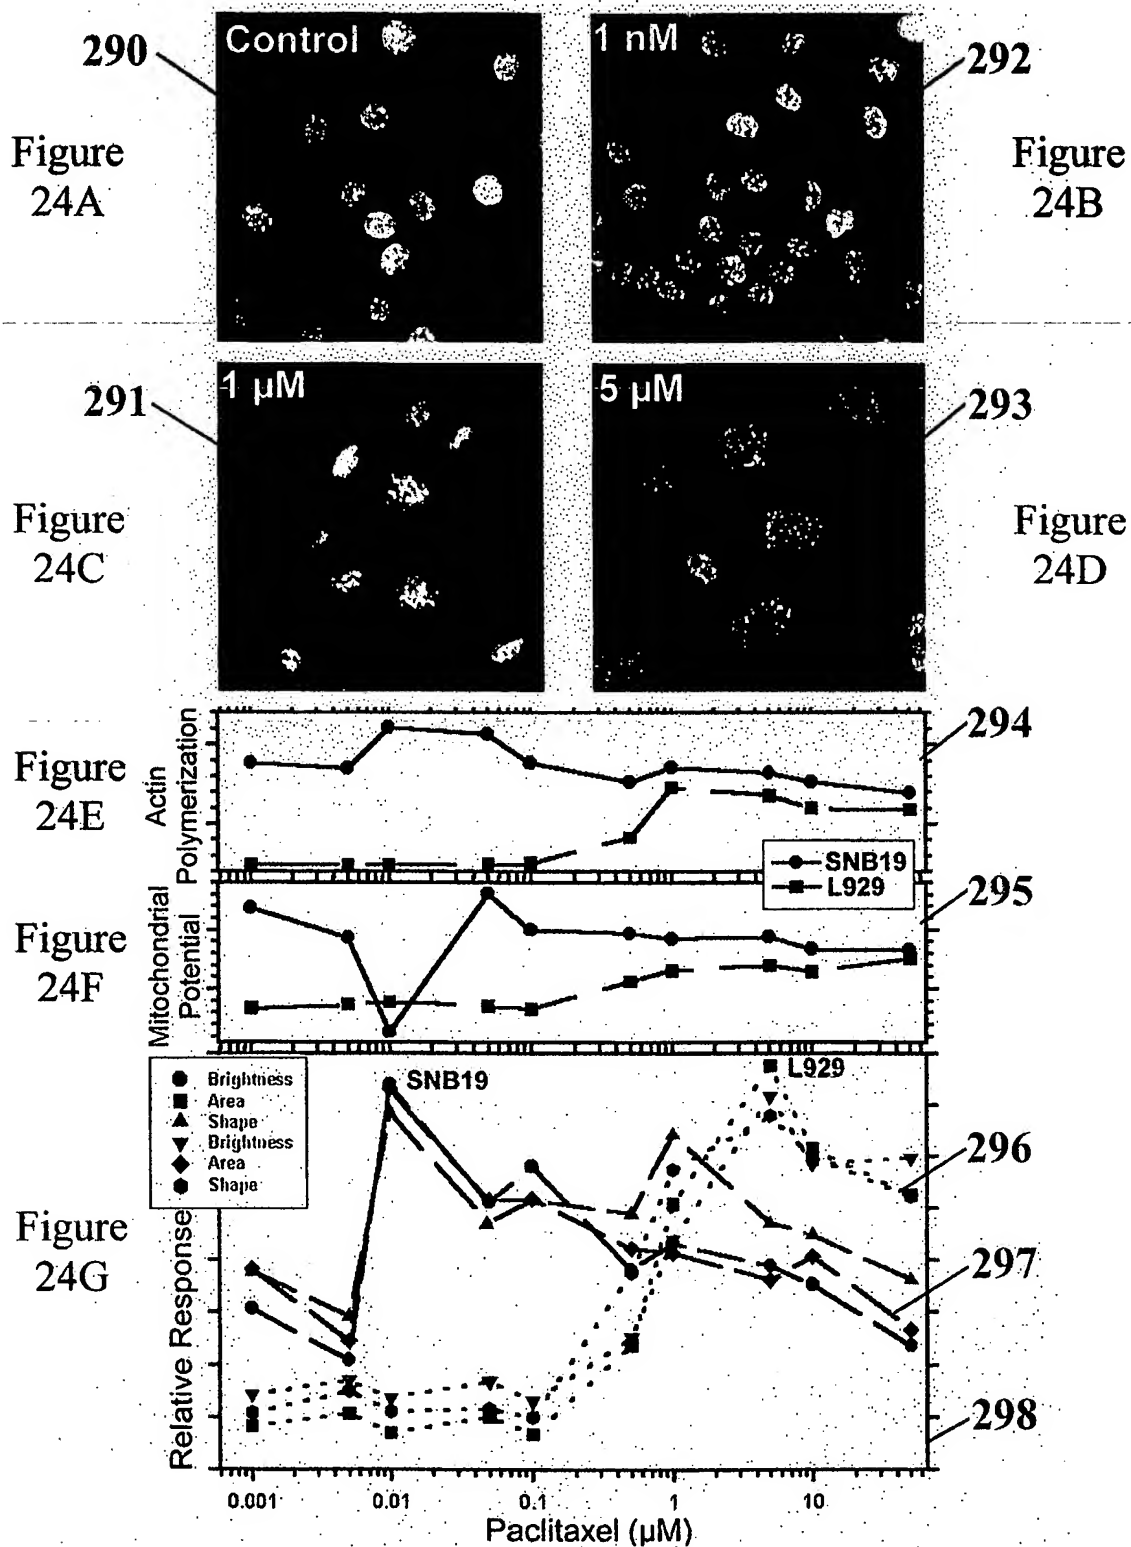 290
Control
1 nM
292
Figure
24A
Figure
24B
291
1 µM
5 µM
293
Figure
24C
Figure
24D
294
Figure
24E
Actin
Polymerization
SNB19
L929
295
Figure
24F
Mitochondrial
Potential
Brightness
Area
Shape
Brightness
Area
Shape
SNB19
L929
296
Figure
24G
297
Relative Response
298
0.001
0.01
0.1
1
10
Paclitaxel (µM)